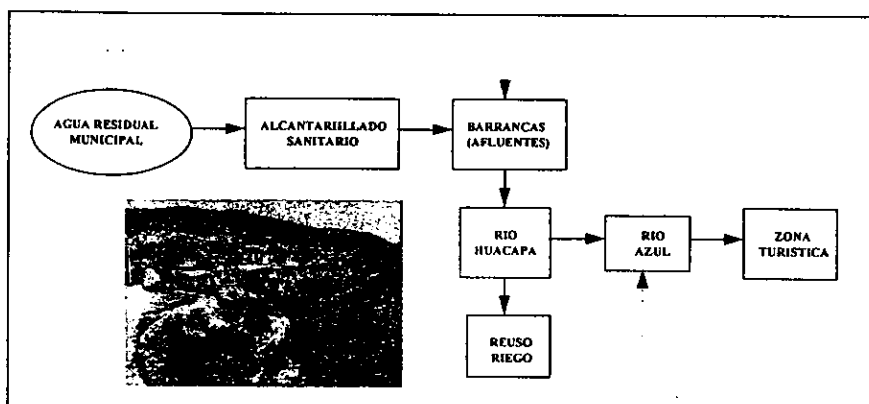 AGUA RESIDUAL
MUNICIPAL
ALCANTARIILLADO
SANITARIO
BARRANCAS
(AFLUENTES)
RIO
HUACAPA
RIO
AZUL
ZONA
TURISTICA
REUSO
RIEGO